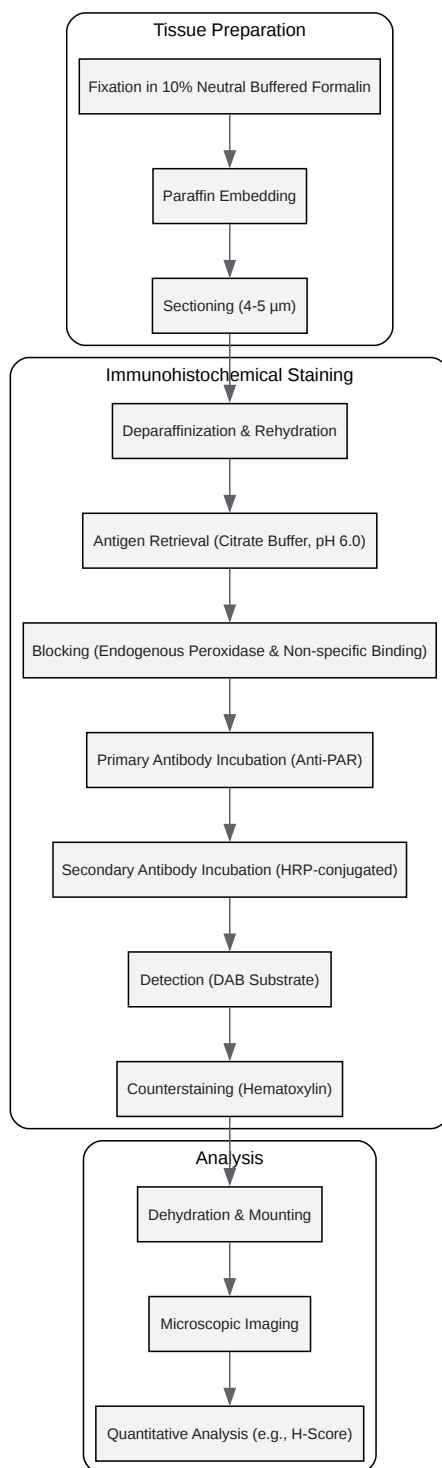 Tissue Preparation
Fixation in 10% Neutral Buffered Formalin
Paraffin Embedding
Sectioning (4-5 µm)
Immunohistochemical Staining
Deparaffinization & Rehydration
Antigen Retrieval (Citrate Buffer, pH 6.0)
Blocking (Endogenous Peroxidase & Non-specific Binding)
Primary Antibody Incubation (Anti-PAR)
Secondary Antibody Incubation (HRP-conjugated)
Detection (DAB Substrate)
Counterstaining (Hematoxylin)
Analysis
Dehydration & Mounting
Microscopic Imaging
Quantitative Analysis (e.g., H-Score)